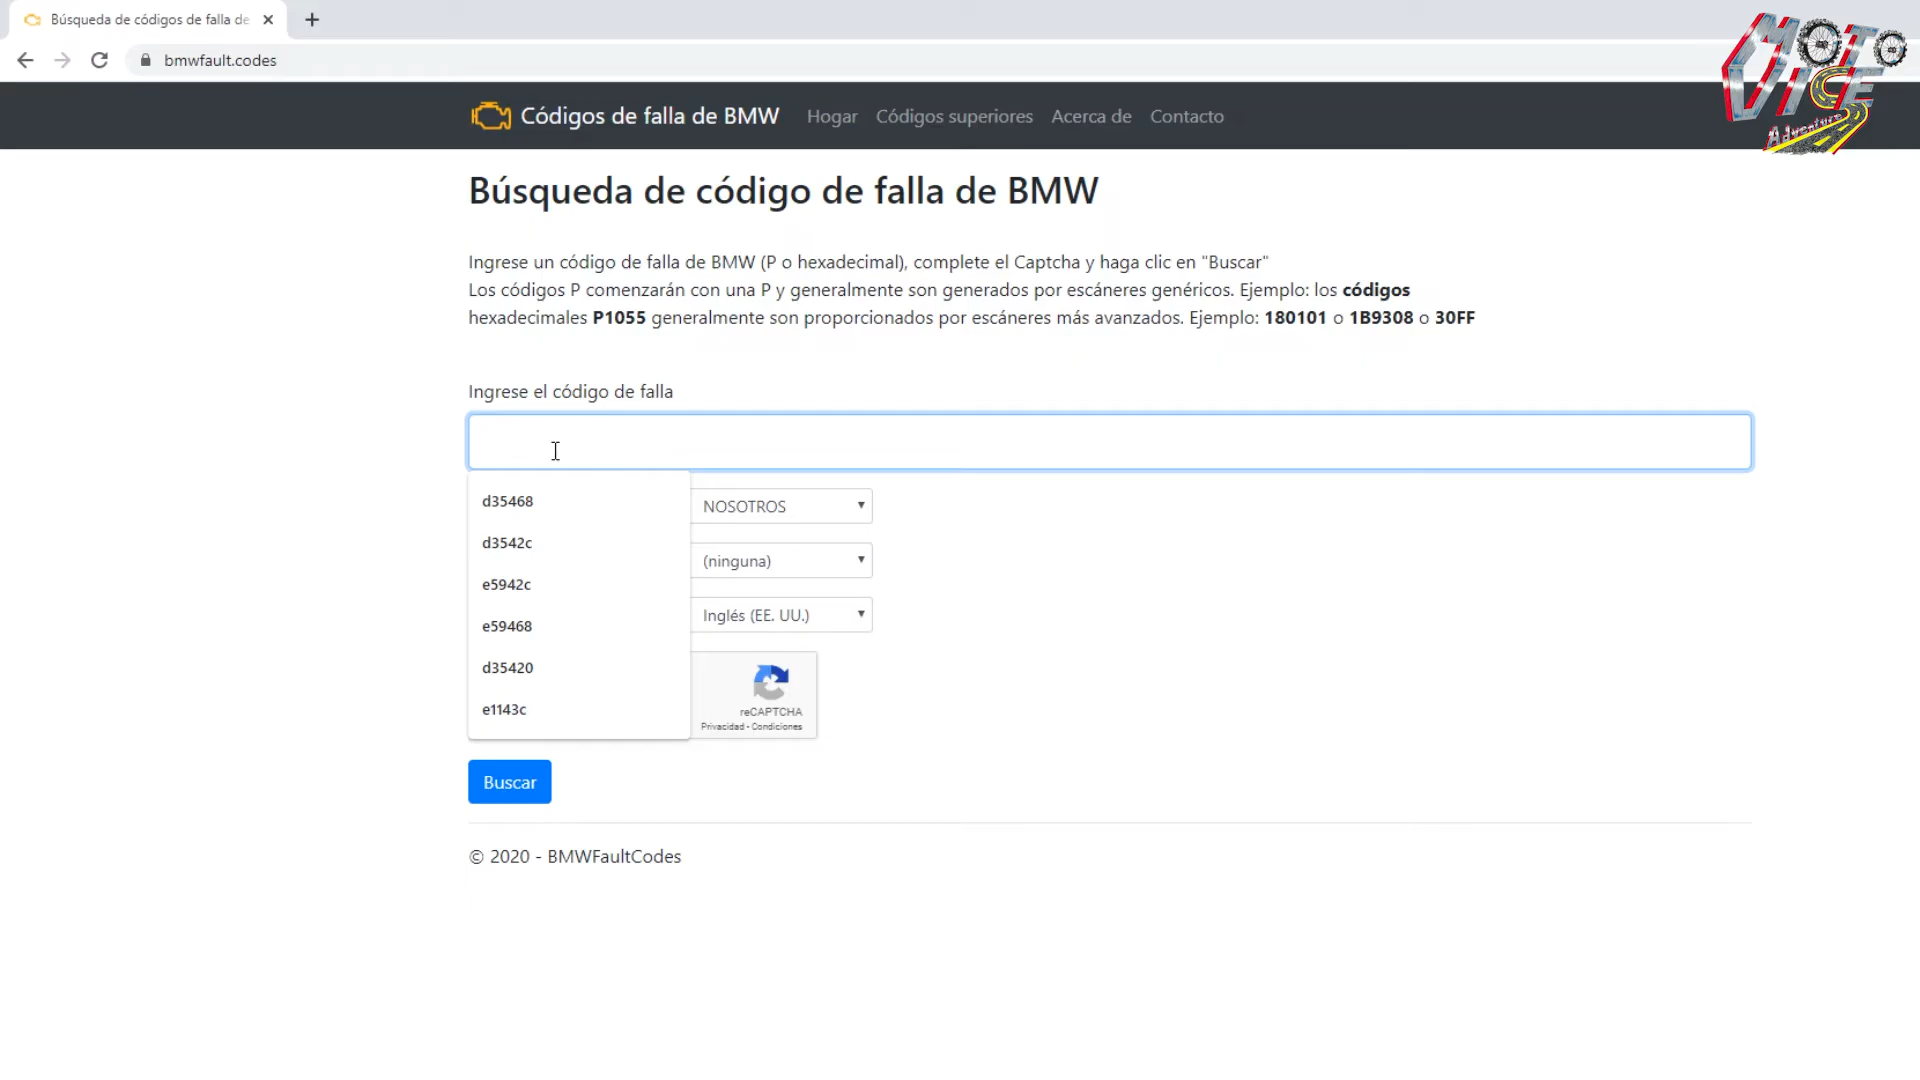 Búsqueda de códigos de falla de
bmwfault.codes
MOTO
VICE
Adventure
Códigos de falla de BMW Hogar Códigos superiores Acerca de Contacto
Búsqueda de código de falla de BMW
Ingrese un código de falla de BMW (P o hexadecimal), complete el Captcha y haga clic en "Buscar"
Los códigos P comenzarán con una P y generalmente son generados por escáneres genéricos. Ejemplo: los códigos
hexadecimales P1055 generalmente son proporcionados por escáneres más avanzados. Ejemplo: 180101 o 1B9308 o 30FF
Ingrese el código de falla
d35468
NOSOTROS
d3542c
(ninguna)
e5942c
e59468
Inglés (EE. UU.)
d35420
e1143c
reCAPTCHA
Privacidad - Condiciones
Buscar
© 2020 - BMWFaultCodes